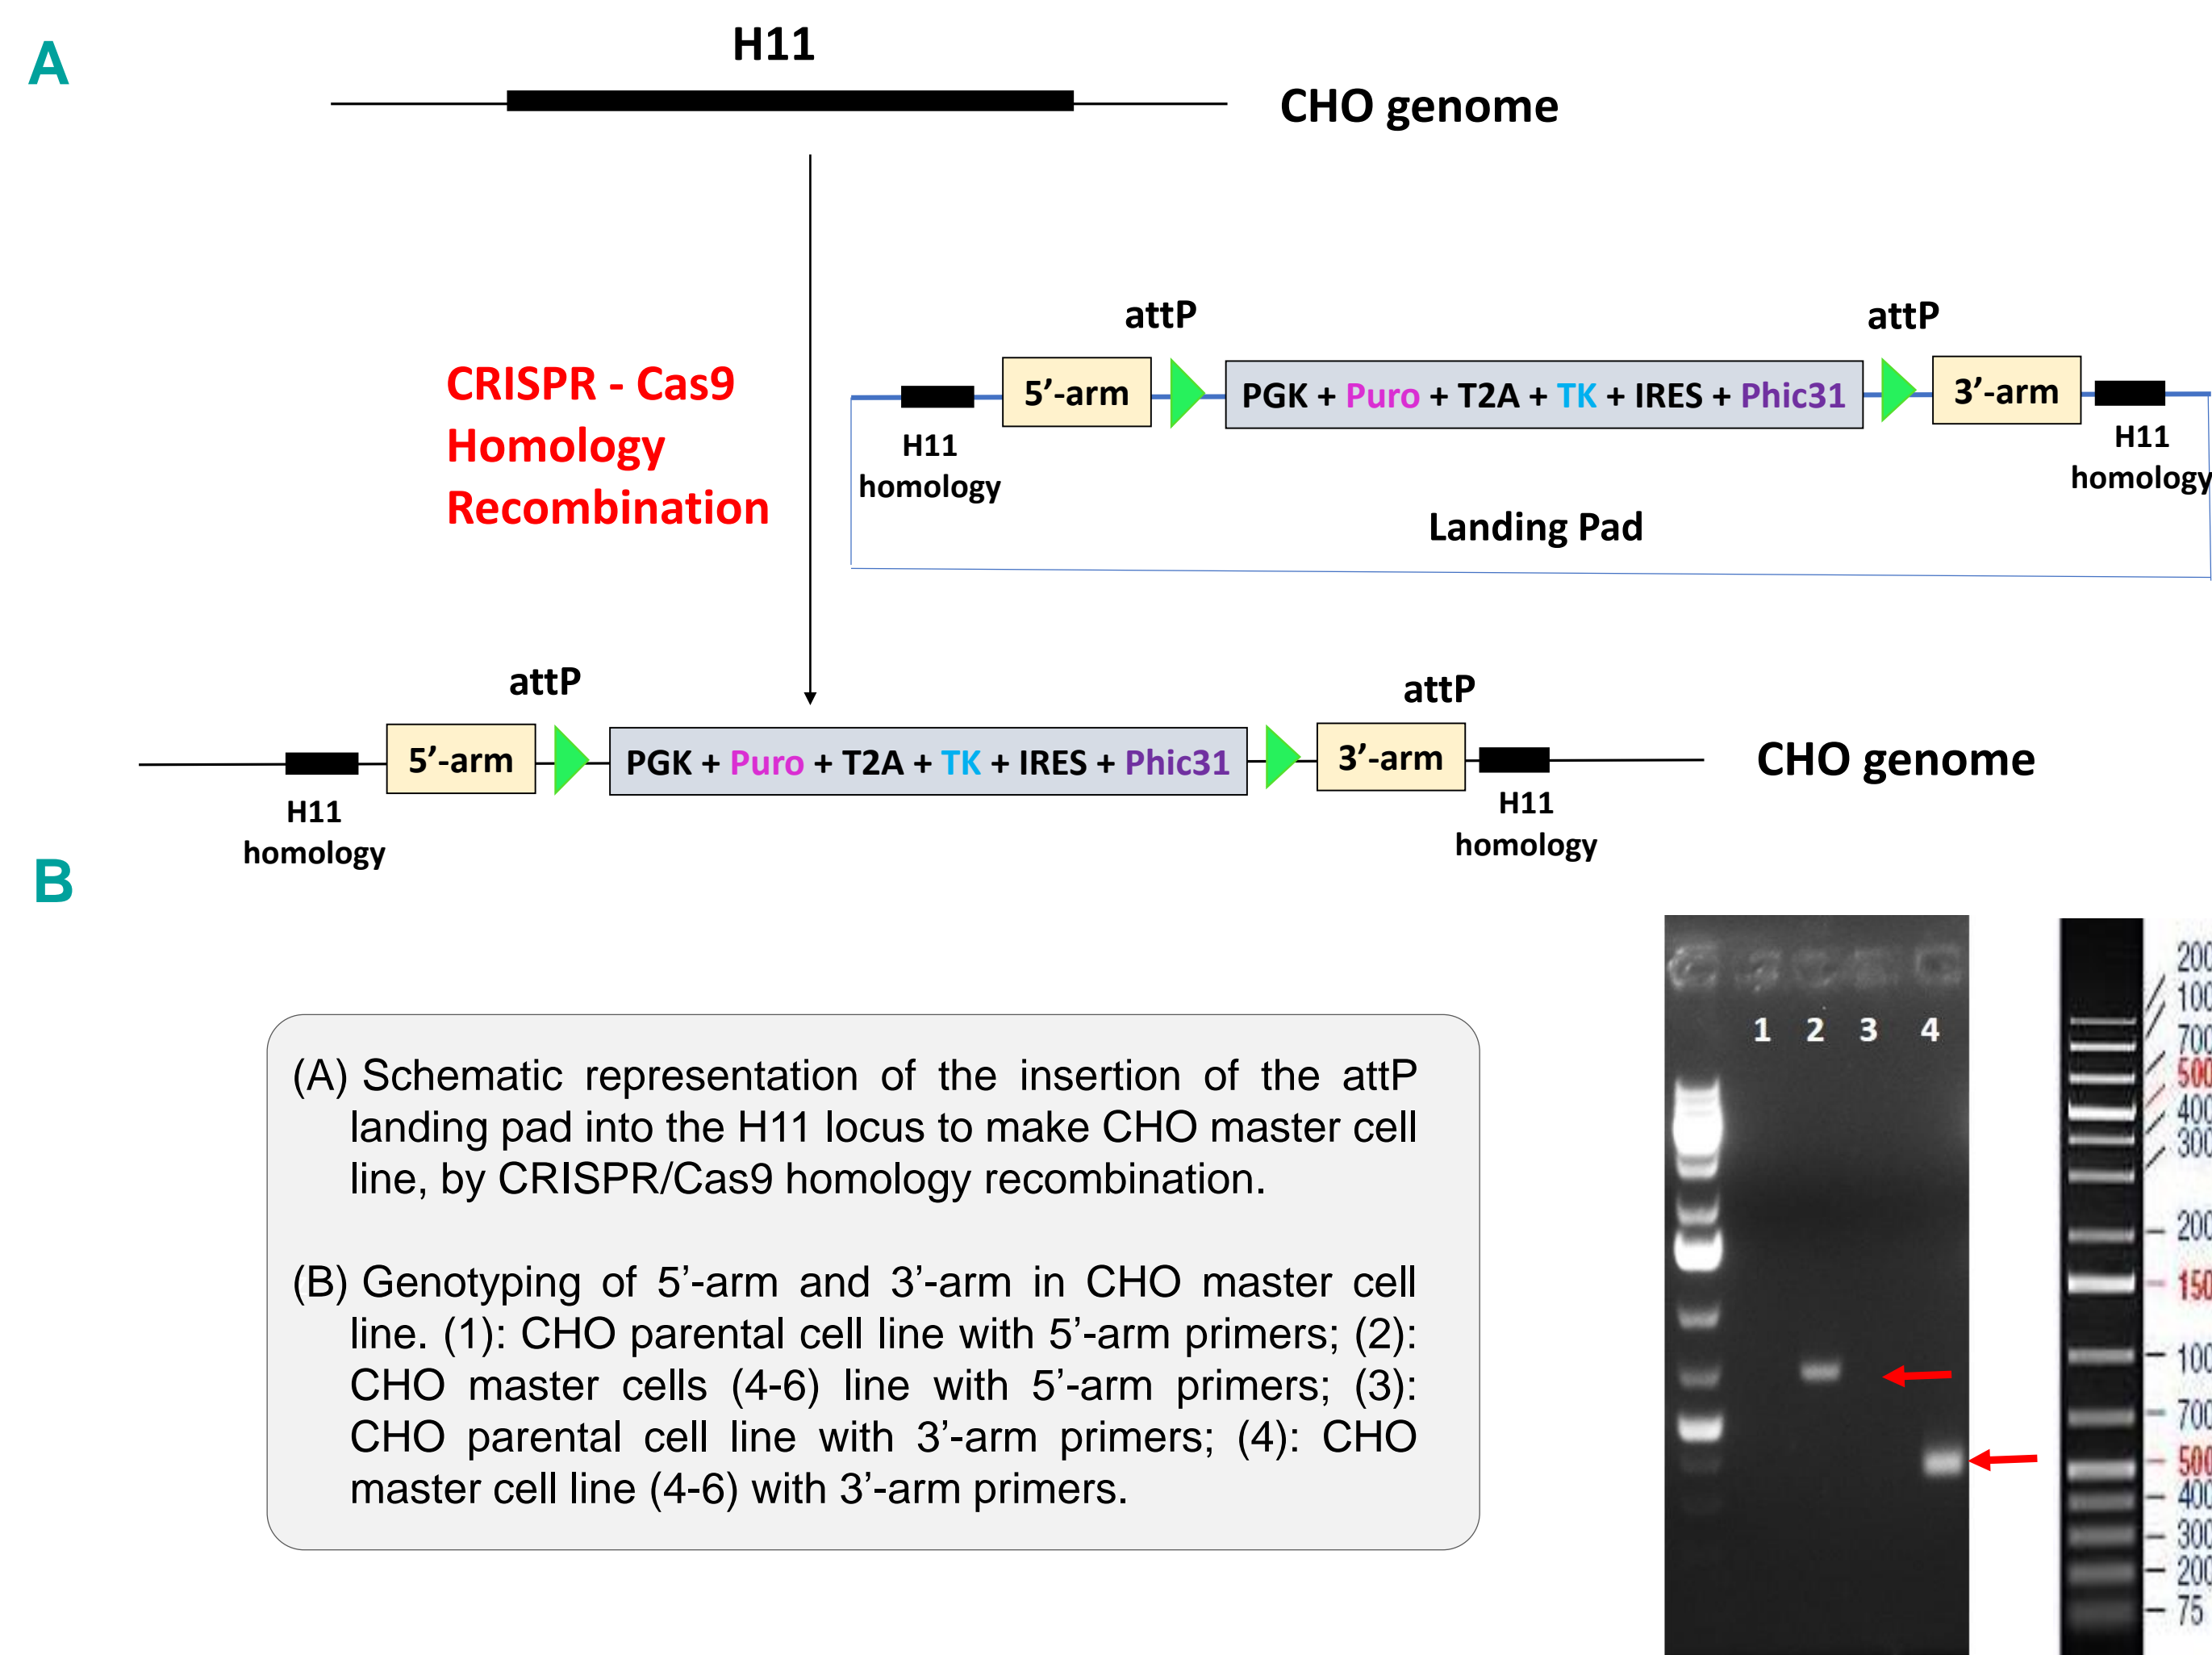 A
H11
CHO genome
attP
attP
CRISPR - Cas9
Homology
Recombination
5’-arm
PGK + Puro + T2A + TK + IRES + Phic31
3’-arm
H11
homology
H11
homology
Landing Pad
attP
attP
5’-arm
PGK + Puro + T2A + TK + IRES + Phic31
3’-arm
CHO genome
H11
homology
H11
homology
B
(A) Schematic representation of the insertion of the attP
landing pad into the H11 locus to make CHO master cell
line, by CRISPR/Cas9 homology recombination.
(B) Genotyping of 5’-arm and 3’-arm in CHO master cell
line. (1): CHO parental cell line with 5’-arm primers; (2):
CHO master cells (4-6) line with 5’-arm primers; (3):
CHO parental cell line with 3’-arm primers; (4): CHO
master cell line (4-6) with 3’-arm primers.
1 2 3 4
75